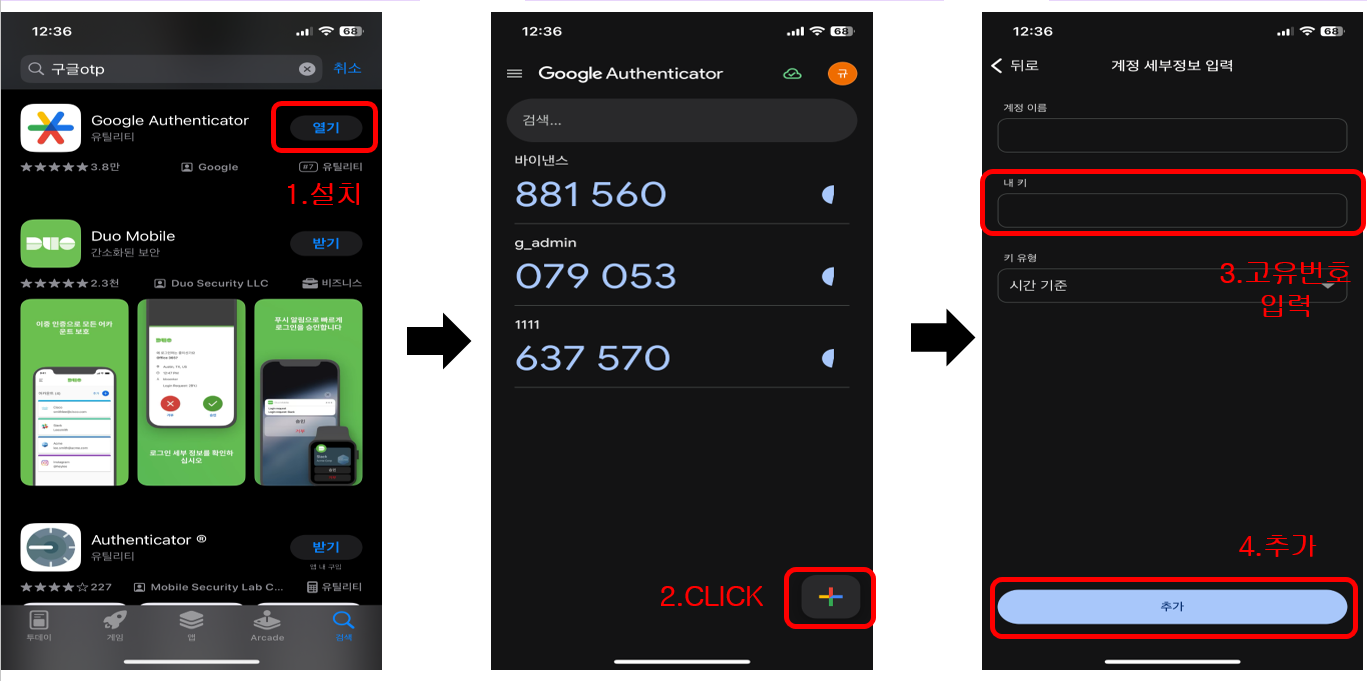 12:36
68
구글otp
취소
Google Authenticator
유틸리티
열기
3.8만
Google
#7 유틸리티
1.설치
Duo Mobile
간소화된 보안
받기
2.3천
Duo Security LLC
비즈니스
이중 인증으로 모든 어카
운트 보호
로그인 세부 정보를 확인하
십시오
푸시 알림으로 빠르게
로그인을 승인합니다
Authenticator ®
유틸리티
받기
앱 내 구입
227
Mobile Security Lab C...
유틸리티
투데이
게임
앱
Arcade
검색
12:36
68
Google Authenticator
규
검색...
바이낸스
881 560
g_admin
079 053
1111
637 570
2.CLICK
12:36
68
뒤로
계정 세부정보 입력
계정 이름
내 키
키 유형
시간 기준
3.고유번호
입력
4.추가
추가